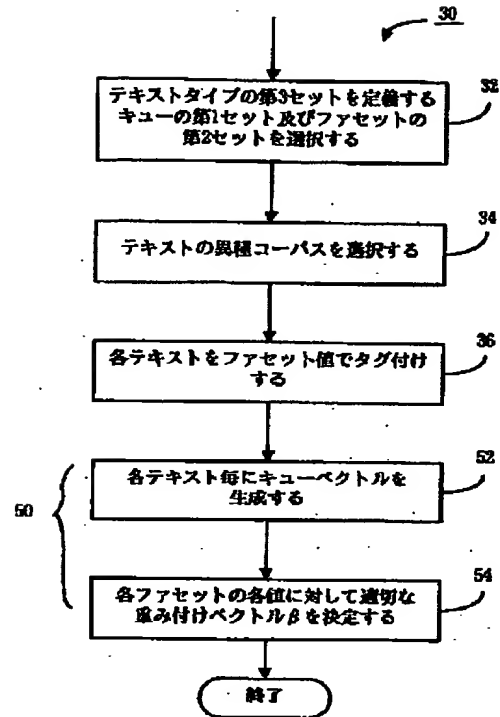 30
テキストタイプの第3セットを定義する
キューの第1セット及びファセットの
第2セットを選択する
32
テキストの異種コーパスを選択する
34
各テキストをファセット値でタグ付け
する
36
各テキスト毎にキューベクトルを
生成する
52
50
各ファセットの各値に対して適切な
重み付けベクトルβを決定する
54
終了